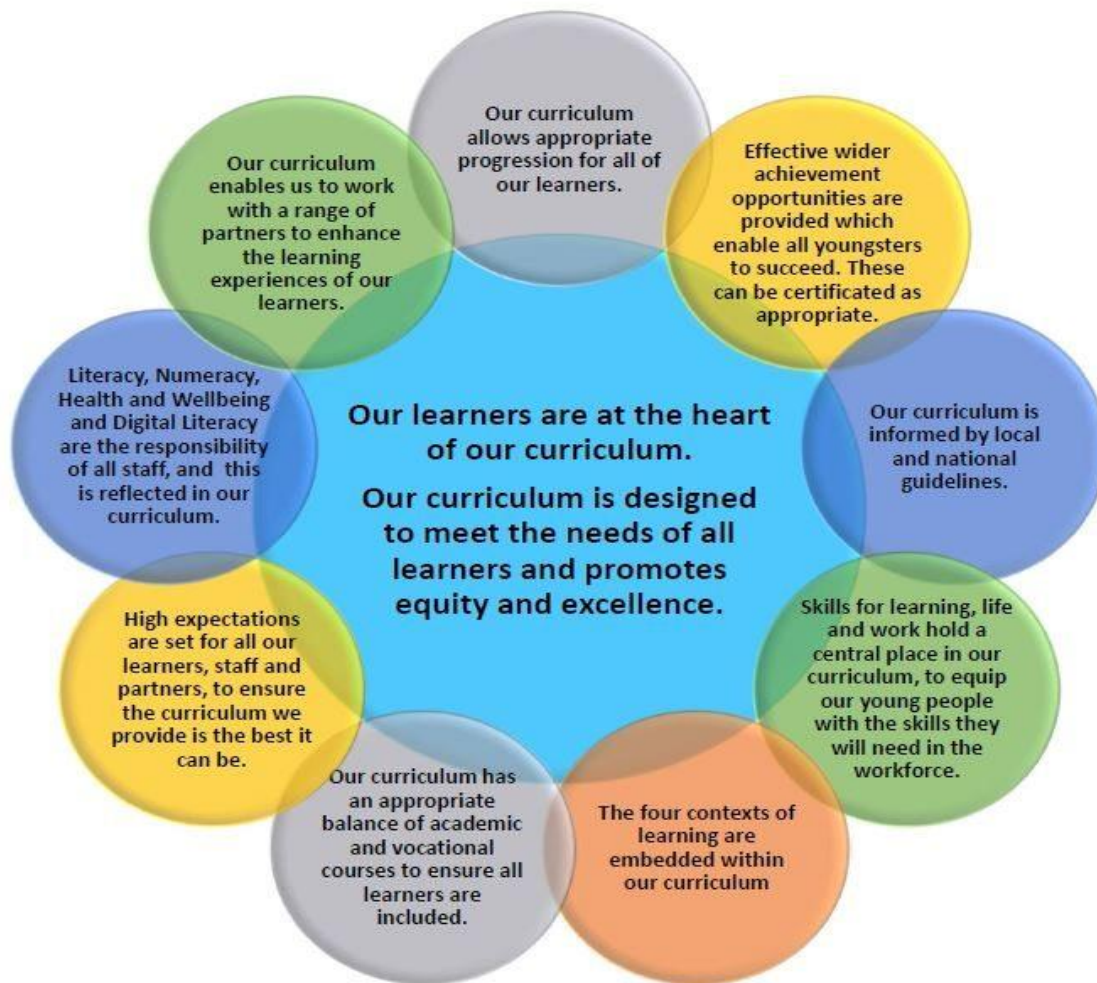 Our curriculum
allows appropriate
progression for all of
our learners.
Effective wider
achievement
opportunities are
provided which
enable all youngsters
to succeed. These
can be certificated as
appropriate.
Our curriculum is
informed by local
and national
guidelines.
Skills for learning, life
and work hold a
central place in our
curriculum, to equip
our young people
with the skills they
will need in the
workforce.
The four contexts of
learning are
embedded within
our curriculum
Our curriculum has
an appropriate
balance of academic
and vocational
courses to ensure all
learners are
included.
High expectations
are set for all our
learners, staff and
partners, to ensure
the curriculum we
provide is the best it
can be.
Literacy, Numeracy,
Health and Wellbeing
and Digital Literacy
are the responsibility
of all staff, and this
is reflected in our
curriculum.
Our curriculum
enables us to work
with a range of
partners to enhance
the learning
experiences of our
learners.
Our learners are at the heart
of our curriculum.
Our curriculum is designed
to meet the needs of all
learners and promotes
equity and excellence.